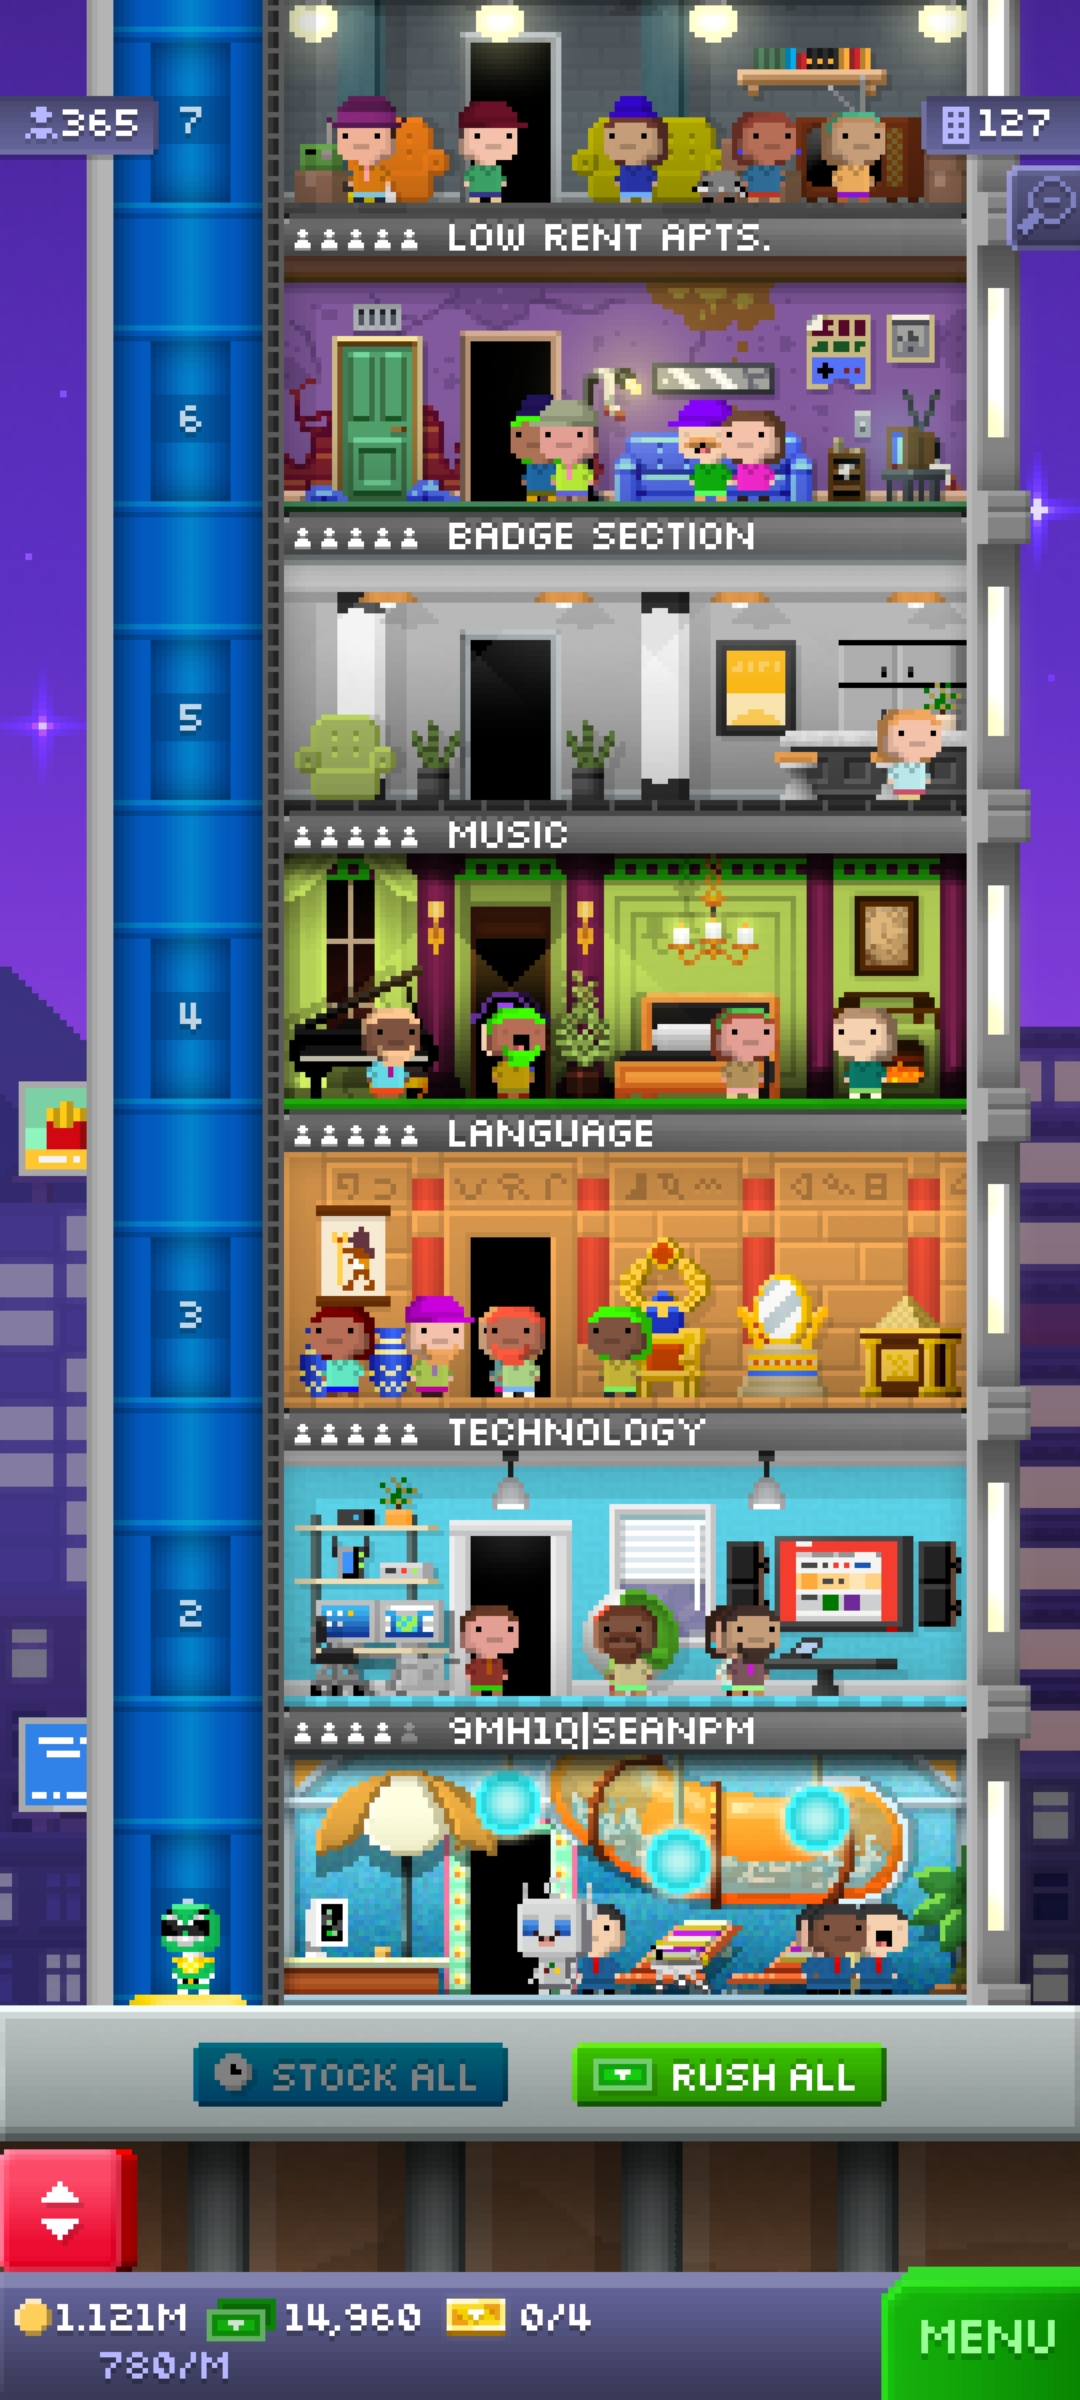 365
7
127
LOW RENT APTS.
6
BADGE SECTION
5
MUSIC
4
LANGUAGE
3
TECHNOLOGY
2
9MH1Q|SEANPM
STOCK ALL
RUSH ALL
1.121M
14,960
0/4
780/M
MENU